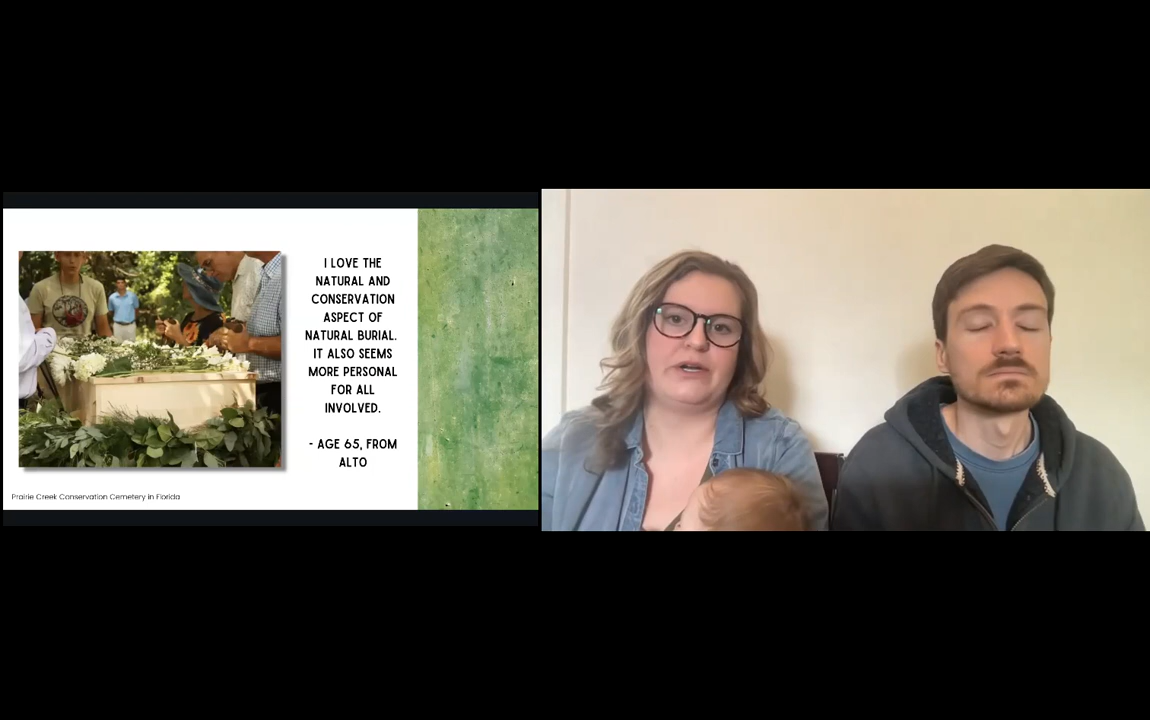 I LOVE THE
NATURAL AND
CONSERVATION
ASPECT OF
NATURAL BURIAL.
IT ALSO SEEMS
MORE PERSONAL
FOR ALL
INVOLVED.
- AGE 65, FROM
ALTO
Prairie Creek Conservation Cemetery in Florida